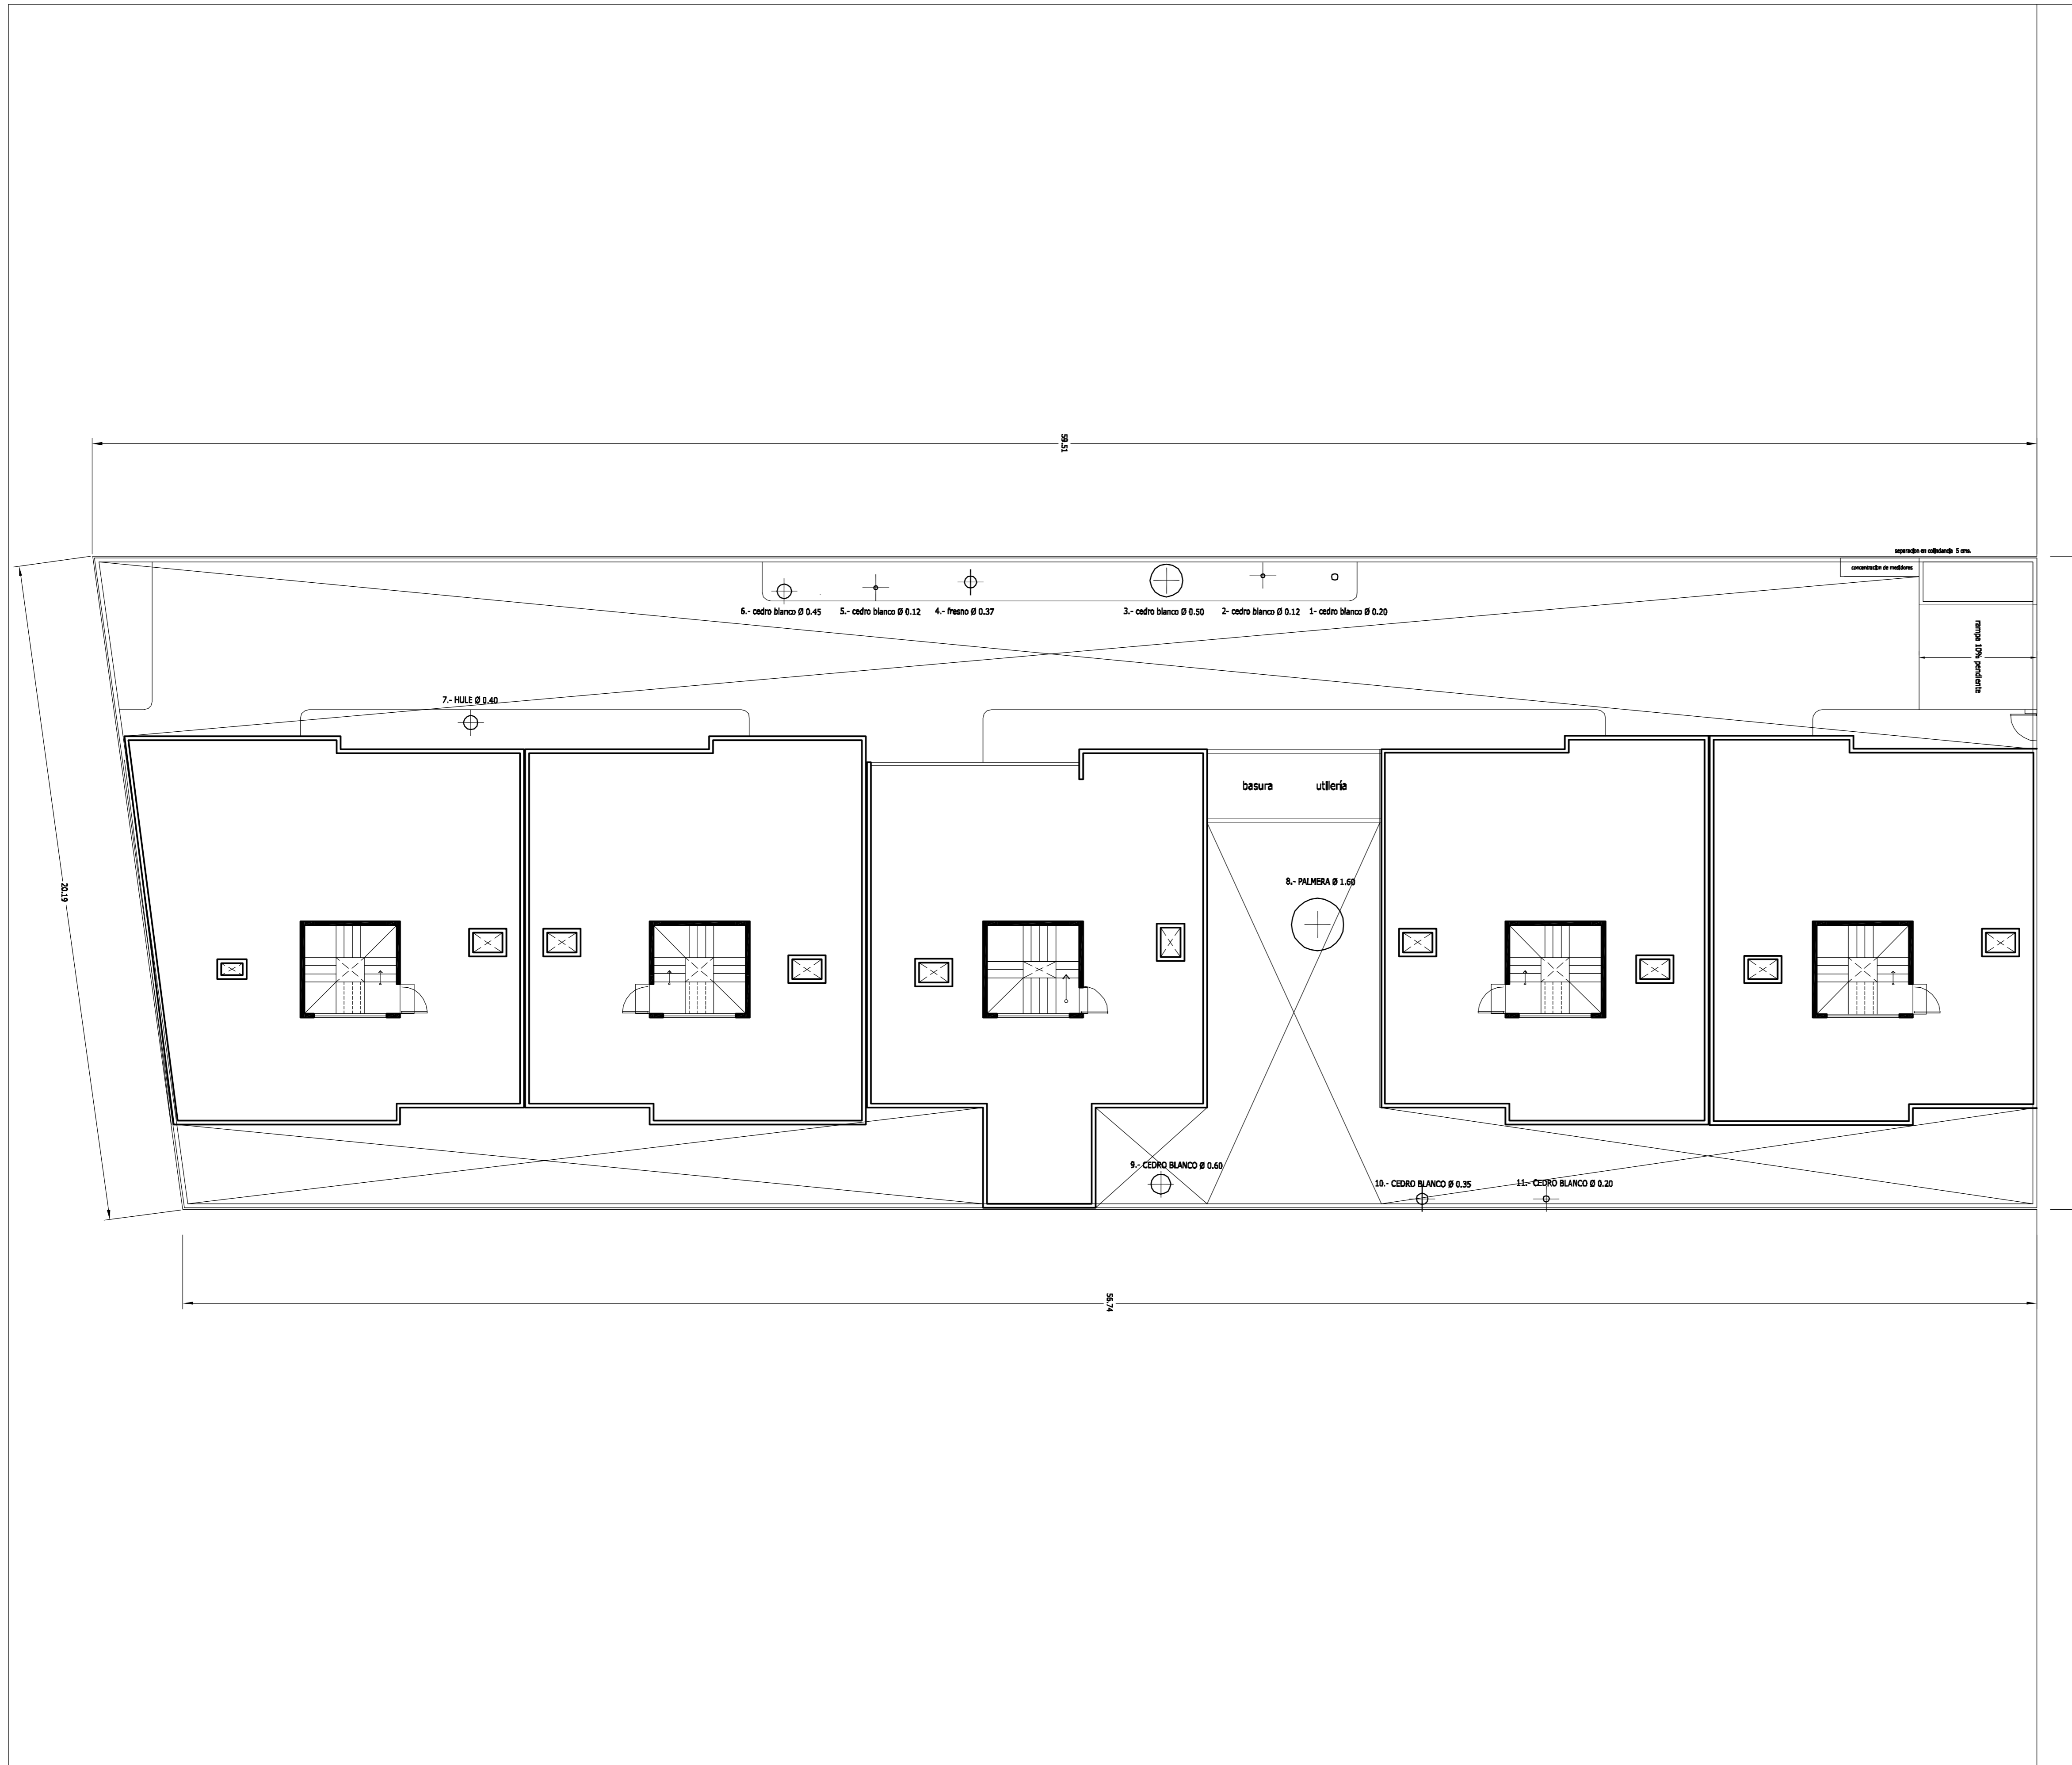 59.51
separacion en colindancia 5 cms.
concentracion de medidores
6.- cedro blanco Ø 0.45
5.- cedro blanco Ø 0.12
4.- fresno Ø 0.37
3.- cedro blanco Ø 0.50
2- cedro blanco Ø 0.12
1- cedro blanco Ø 0.20
rampa 10% pendiente
7.- HULE Ø 0.40
basura
utilería
8.- PALMERA Ø 1.60
20.19
9.- CEDRO BLANCO Ø 0.60
10.- CEDRO BLANCO Ø 0.35
11.- CEDRO BLANCO Ø 0.20
56.74